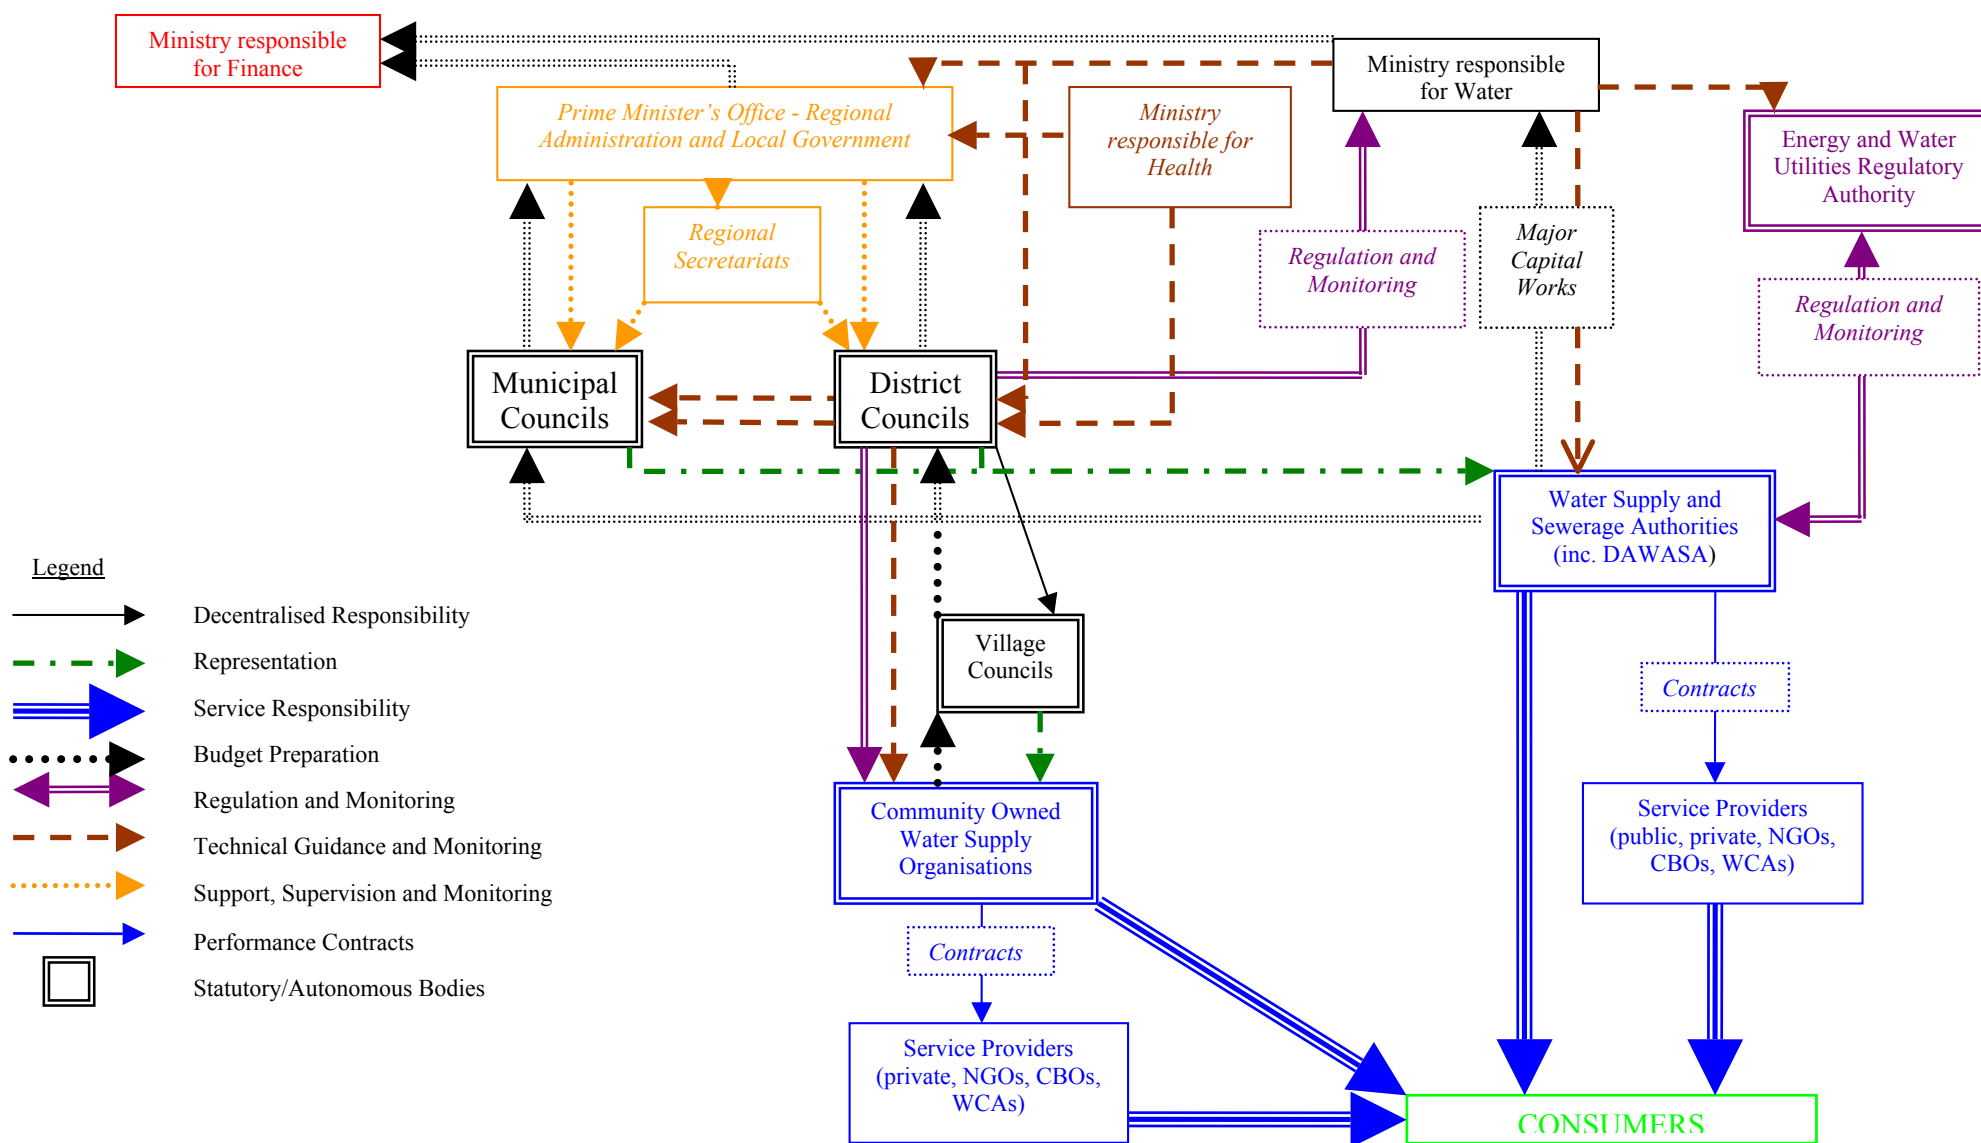 Ministry responsible
for Finance
Ministry responsible
for Water
Prime Minister's Office - Regional
Administration and Local Government
Ministry
responsible for
Health
Energy and Water
Utilities Regulatory
Authority
Regional
Secretariats
Regulation and
Monitoring
Major
Capital
Works
Regulation and
Monitoring
Municipal
Councils
District
Councils
Water Supply and
Sewerage Authorities
(inc. DAWASA)
Legend
Decentralised Responsibility
Representation
Service Responsibility
Budget Preparation
Regulation and Monitoring
Technical Guidance and Monitoring
Support, Supervision and Monitoring
Performance Contracts
Statutory/Autonomous Bodies
Village
Councils
Contracts
Community Owned
Water Supply
Organisations
Service Providers
(public, private, NGOs,
CBOs, WCAs)
Contracts
Service Providers
(private, NGOs, CBOs,
WCAs)
CONSUMERS